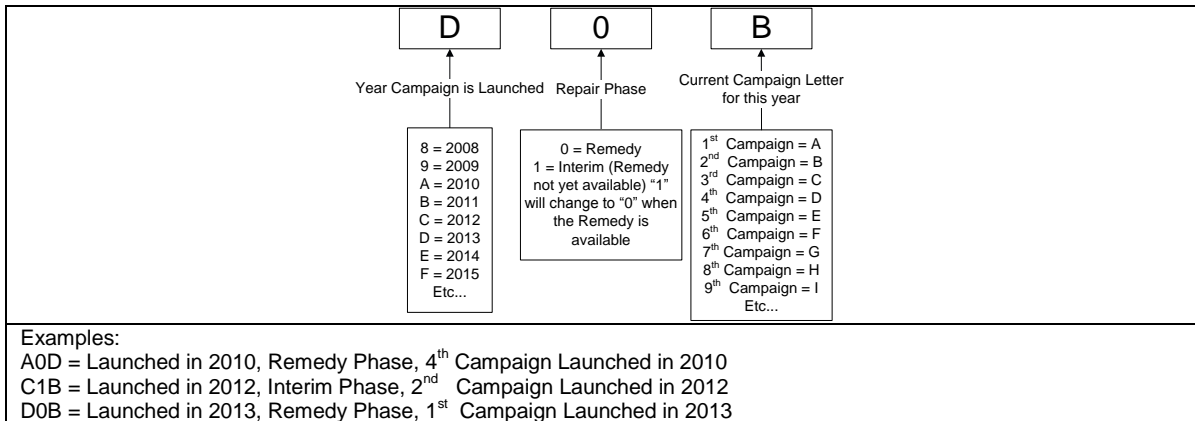 D 0 B
Year Campaign is Launched
Repair Phase
Current Campaign Letter
for this year
8 = 2008
9 = 2009
A = 2010
B = 2011
C = 2012
D = 2013
E = 2014
F = 2015
Etc...
0 = Remedy
1 = Interim (Remedy
not yet available) “1”
will change to “0” when
the Remedy is
available
1st Campaign = A
2nd Campaign = B
3rd Campaign = C
4th Campaign = D
5th Campaign = E
6th Campaign = F
7th Campaign = G
8th Campaign = H
9th Campaign = I
Etc...
Examples:
A0D = Launched in 2010, Remedy Phase, 4th Campaign Launched in 2010
C1B = Launched in 2012, Interim Phase, 2nd Campaign Launched in 2012
D0B = Launched in 2013, Remedy Phase, 1st Campaign Launched in 2013